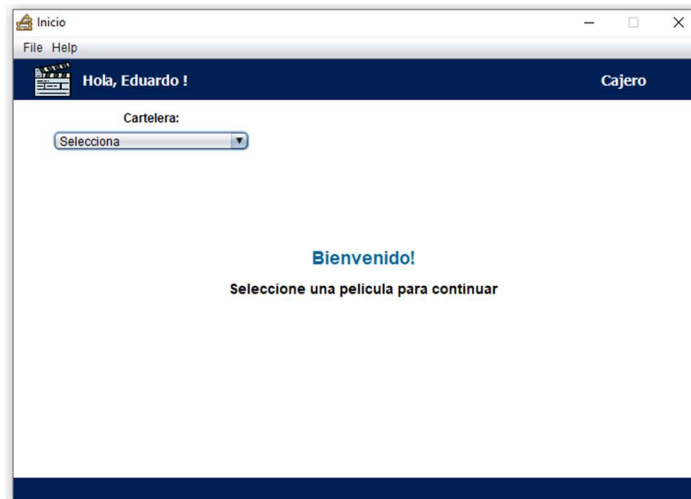 Inicio
File Help
Hola, Eduardo !
Cajero
Cartelera:
Selecciona
Bienvenido!
Seleccione una pelicula para continuar